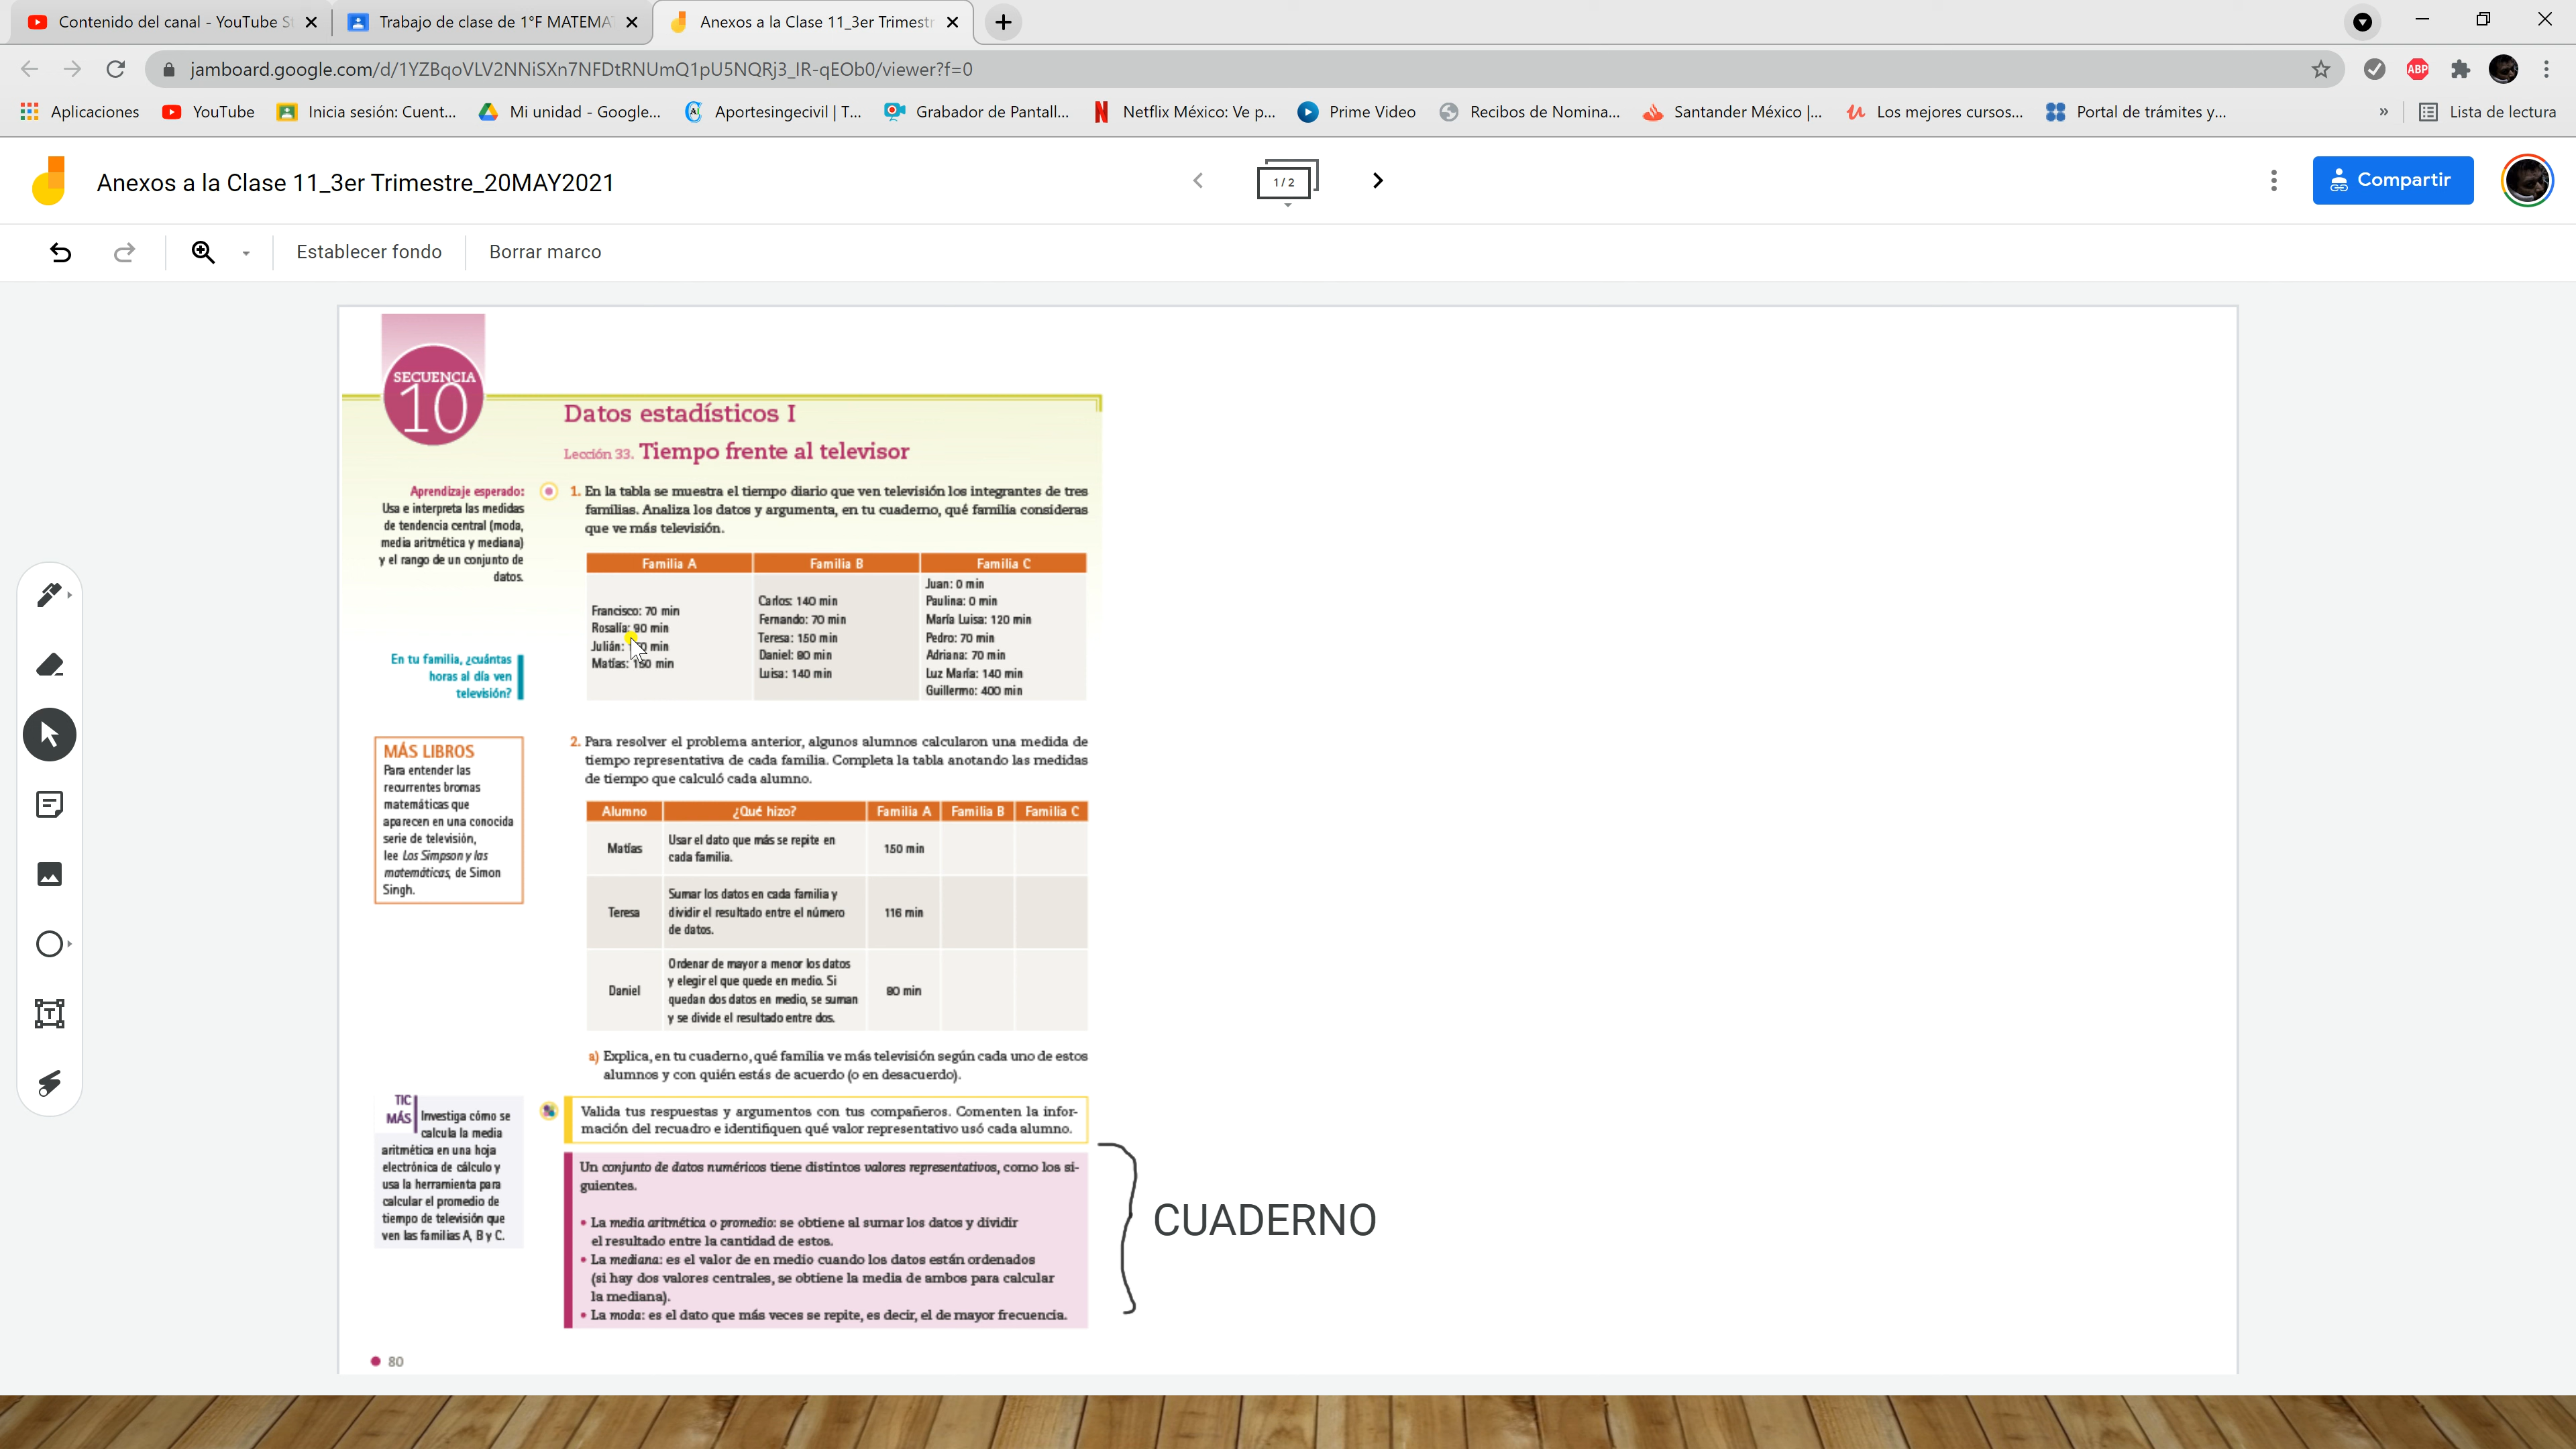 Contenido del canal - YouTube St
Trabajo de clase de 1°F MATEMA
Anexos a la Clase 11_3er Trimestr
jamboard.google.com/d/1YZBqoVLV2NNiSXn7NFDtRNUmQ1pU5NQRj3_IR-qEOb0/viewer?f=0
ABP
Aplicaciones
YouTube
Inicia sesión: Cuent...
Mi unidad - Google...
Aportesingecivil | T...
Grabador de Pantall...
Netflix México: Ve p...
Prime Video
Recibos de Nomina...
Santander México |...
Los mejores cursos...
Portal de trámites y...
»
Lista de lectura
Anexos a la Clase 11_3er Trimestre_20MAY2021
1 / 2
Compartir
Establecer fondo
Borrar marco
SECUENCIA
10
Datos estadísticos I
Lección 33. Tiempo frente al televisor
Aprendizaje esperado:
Usa e interpreta las medidas
de tendencia central (moda,
media aritmética y mediana)
y el rango de un conjunto de
datos.
1. En la tabla se muestra el tiempo diario que ven televisión los integrantes de tres
familias. Analiza los datos y argumenta, en tu cuaderno, qué familia consideras
que ve más televisión.
Familia A
Familia B
Familia C
Francisco: 70 min
Rosalía: 90 min
Julián: min
Matías: 150 min
Carlos: 140 min
Fernando: 70 min
Teresa: 150 min
Daniel: 80 min
Luisa: 140 min
Juan: 0 min
Paulina: 0 min
María Luisa: 120 min
Pedro: 70 min
Adriana: 70 min
Luz María: 140 min
Guillermo: 400 min
En tu familia, ¿cuántas
horas al día ven
televisión?
MÁS LIBROS
Para entender las
recurrentes bromas
matemáticas que
aparecen en una conocida
serie de televisión,
lee Los Simpson y las
matemáticas, de Simon
Singh.
2. Para resolver el problema anterior, algunos alumnos calcularon una medida de
tiempo representativa de cada familia. Completa la tabla anotando las medidas
de tiempo que calculó cada alumno.
Alumno
¿Qué hizo?
Familia A
Familia B
Familia C
Matías
Usar el dato que más se repite en
cada familia.
150 min
Teresa
Sumar los datos en cada familia y
dividir el resultado entre el número
de datos.
116 min
Daniel
Ordenar de mayor a menor los datos
y elegir el que quede en medio. Si
quedan dos datos en medio, se suman
y se divide el resultado entre dos.
80 min
a) Explica, en tu cuaderno, qué familia ve más televisión según cada uno de estos
alumnos y con quién estás de acuerdo (o en desacuerdo).
TIC
MÁS
Investiga cómo se
calcula la media
aritmética en una hoja
electrónica de cálculo y
usa la herramienta para
calcular el promedio de
tiempo de televisión que
ven las familias A, B y C.
Valida tus respuestas y argumentos con tus compañeros. Comenten la infor-
mación del recuadro e identifiquen qué valor representativo usó cada alumno.
Un conjunto de datos numéricos tiene distintos valores representativos, como los si-
guientes.
• La media aritmética o promedio: se obtiene al sumar los datos y dividir
el resultado entre la cantidad de estos.
• La mediana: es el valor de en medio cuando los datos están ordenados
(si hay dos valores centrales, se obtiene la media de ambos para calcular
la mediana).
• La moda: es el dato que más veces se repite, es decir, el de mayor frecuencia.
CUADERNO
80